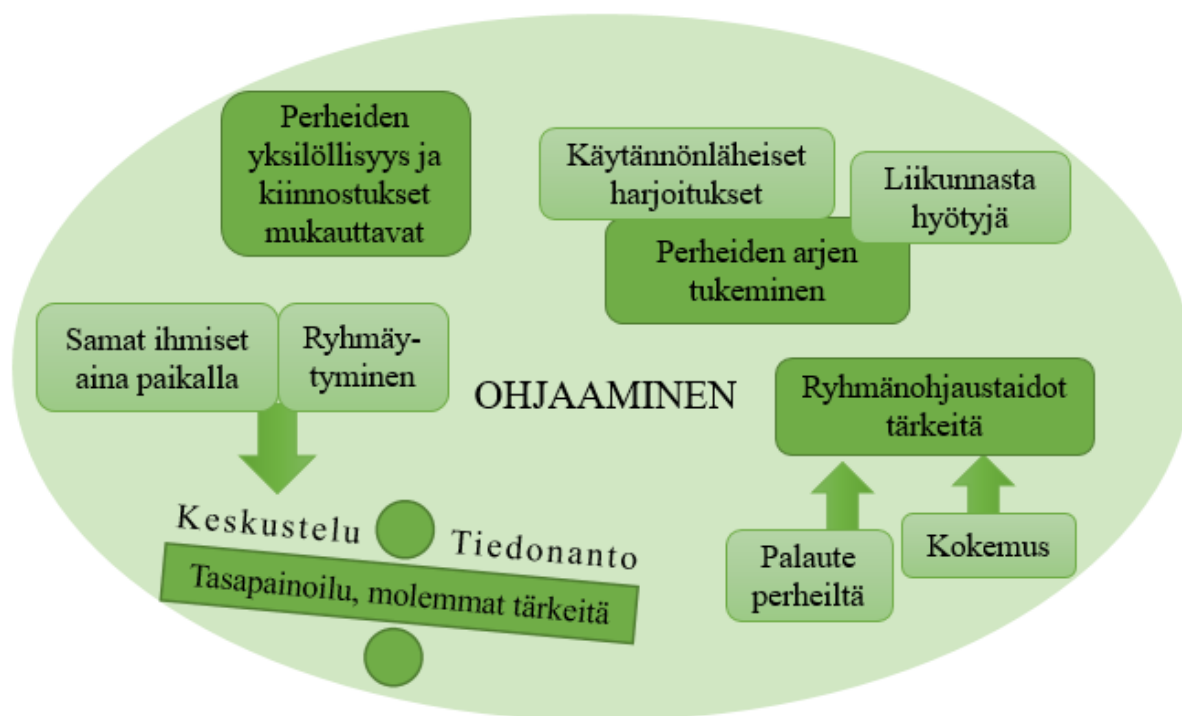 Perheiden
yksilöllisyys ja
kiinnostukset
mukauttavat
Käytännönläheiset
harjoitukset
Liikunnasta
hyötyjä
Perheiden arjen
tukeminen
Samat ihmiset
aina paikalla
Ryhmäy-
tyminen
OHJAAMINEN
Ryhmänohjaustaidot
tärkeitä
Keskustelu
Tiedonanto
Tasapainoilu, molemmat tärkeitä
Palaute
perheiltä
Kokemus